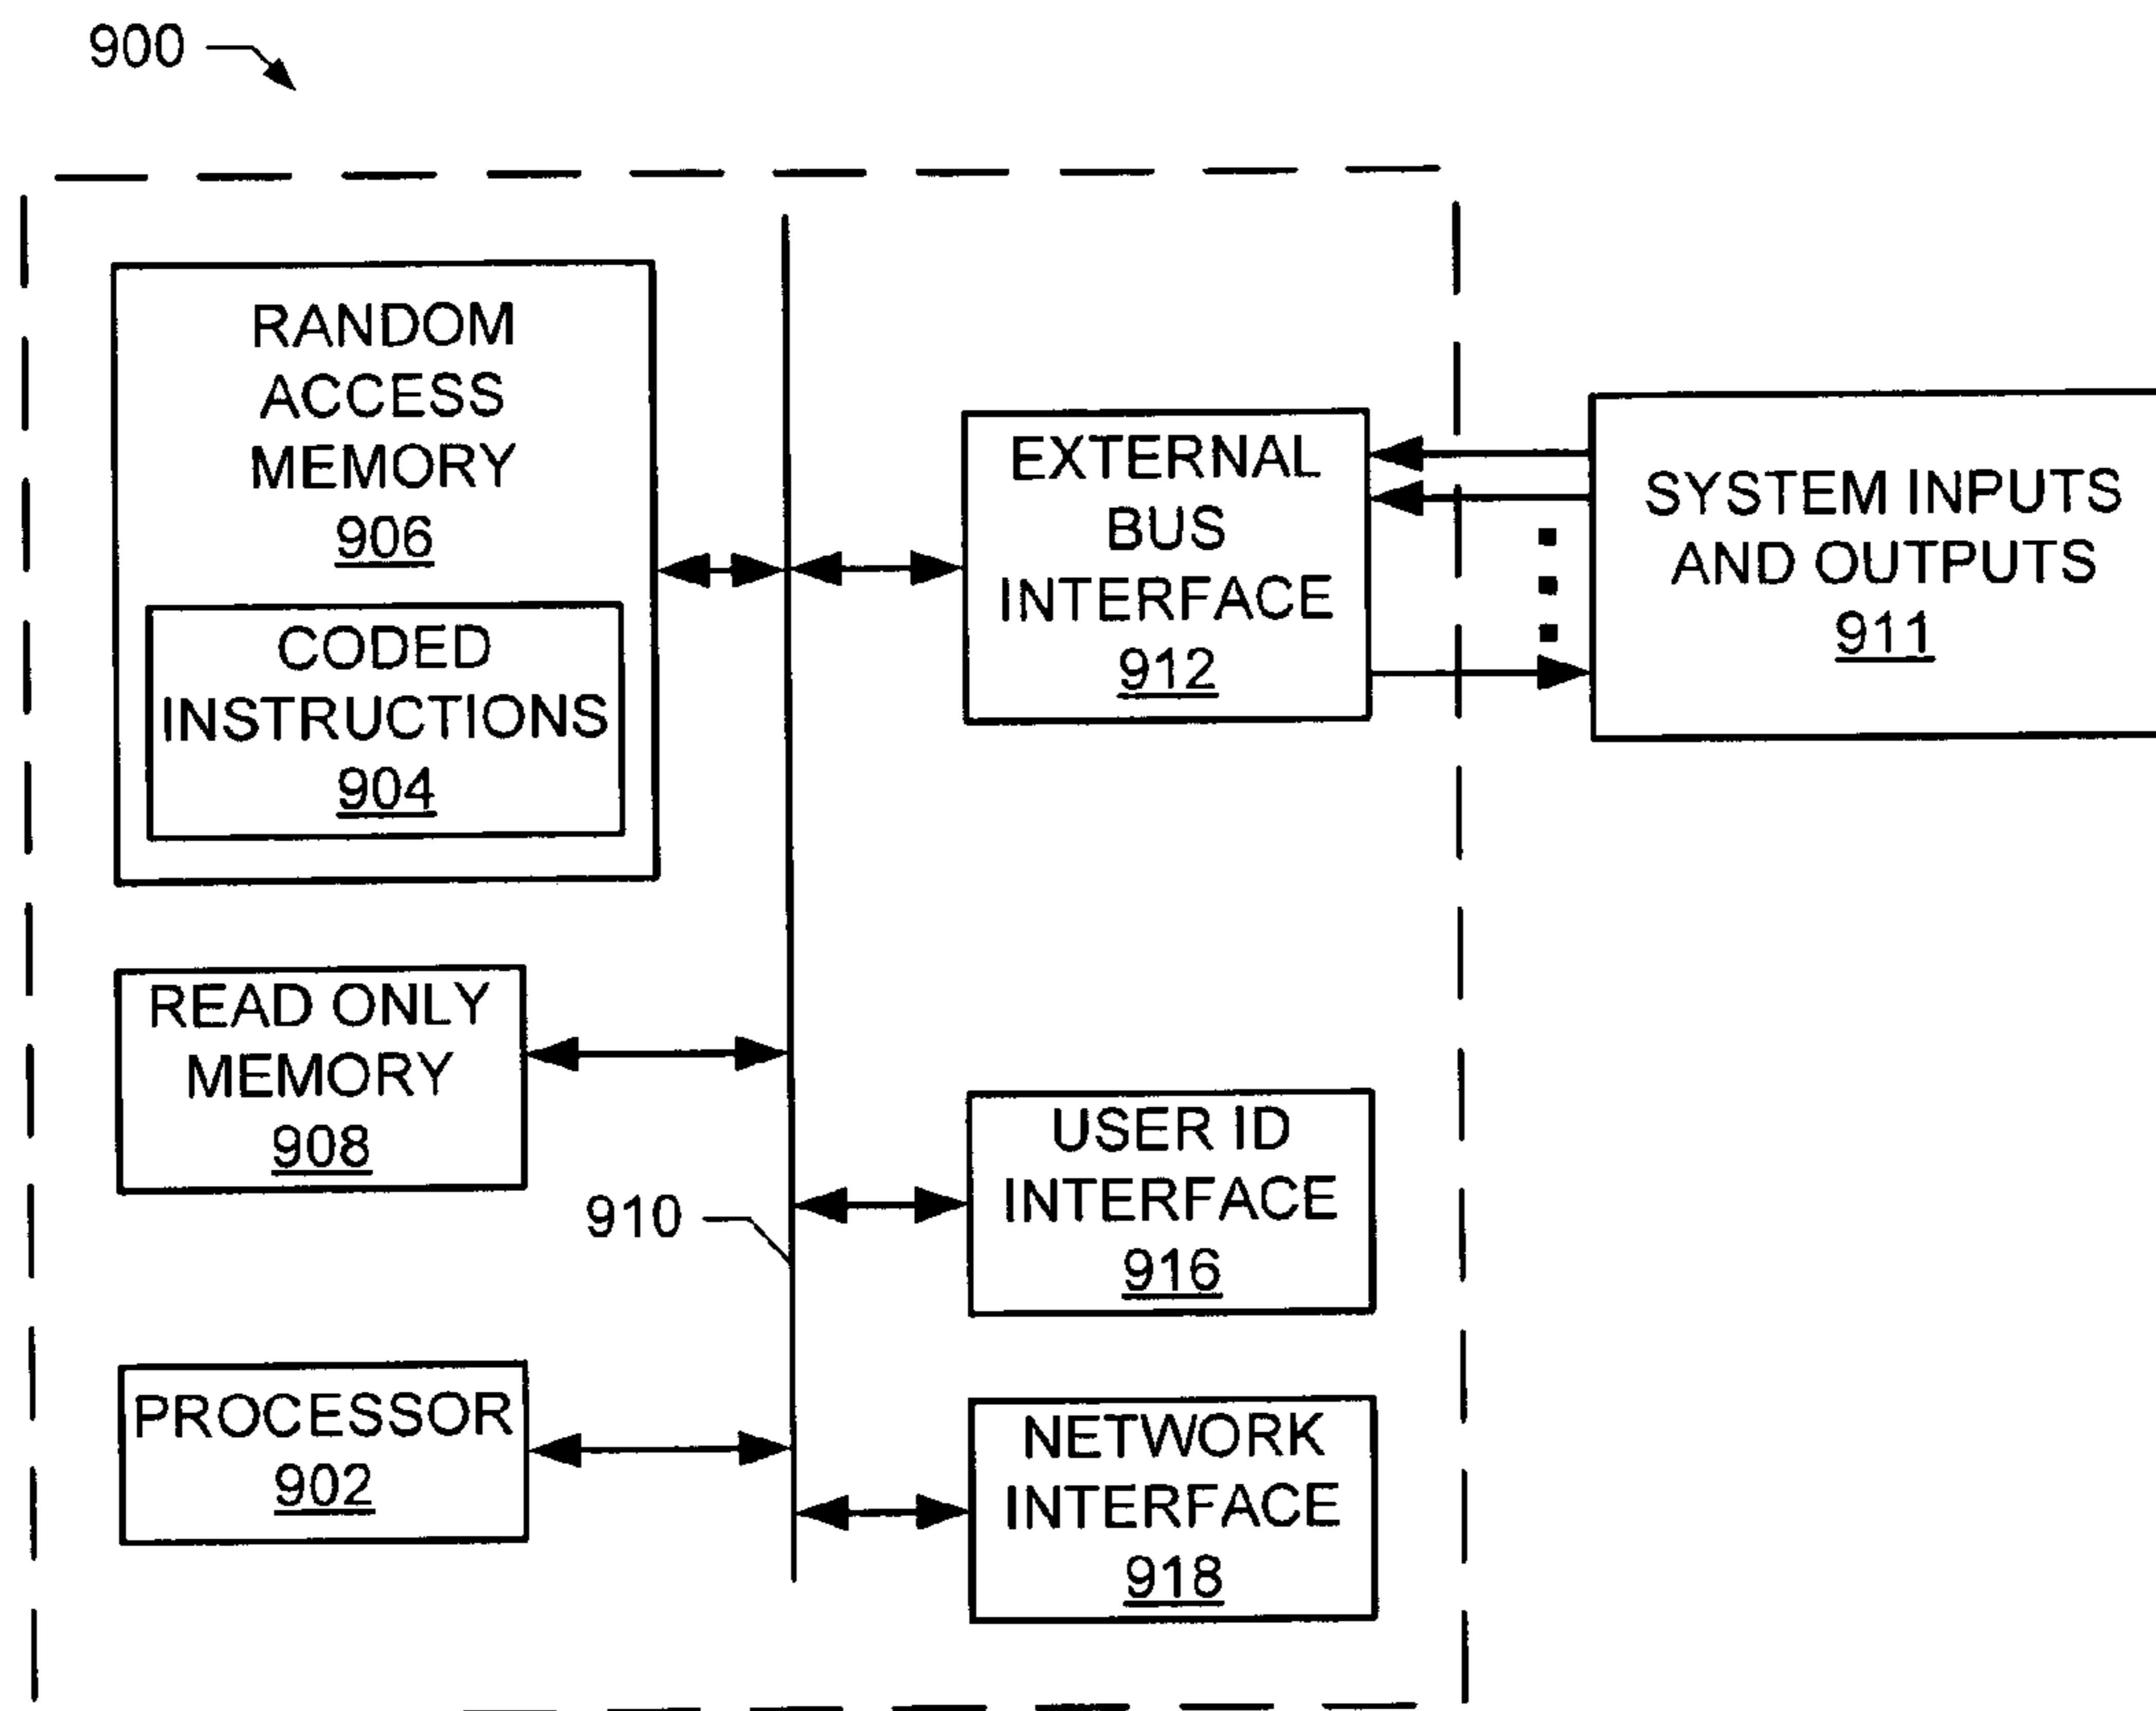 900
RANDOM
ACCESS
MEMORY
906
CODED
INSTRUCTIONS
904
EXTERNAL
BUS
INTERFACE
912
SYSTEM INPUTS
AND OUTPUTS
911
READ ONLY
MEMORY
908
910
USER ID
INTERFACE
916
PROCESSOR
902
NETWORK
INTERFACE
918